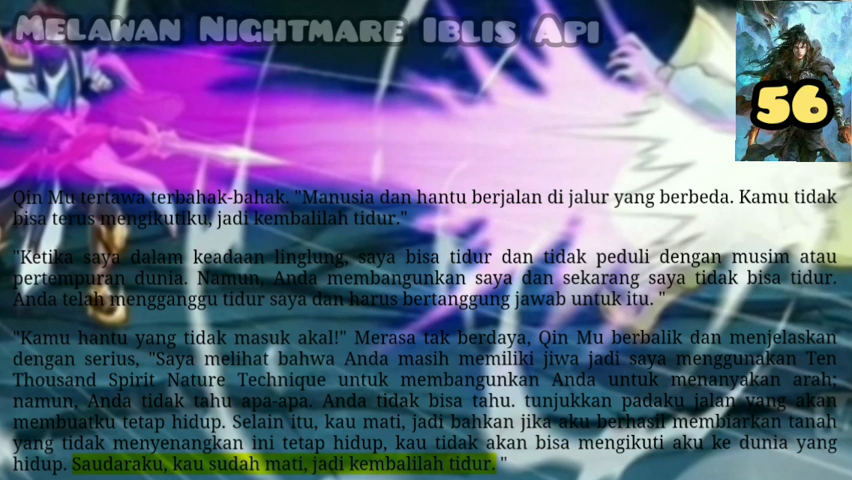 Melawan Nightmare Iblis Api
56
Qin Mu tertawa terbahak-bahak. "Manusia dan hantu berjalan di jalur yang berbeda. Kamu tidak
bisa terus mengikutiku, jadi kembalilah tidur."
"Ketika saya dalam keadaan linglung, saya bisa tidur dan tidak peduli dengan musim atau
pertempuran dunia. Namun, Anda membangunkan saya dan sekarang saya tidak bisa tidur.
Anda telah mengganggu tidur saya dan harus bertanggung jawab untuk itu. "
"Kamu hantu yang tidak masuk akal!" Merasa tak berdaya, Qin Mu berbalik dan menjelaskan
dengan serius, "Saya melihat bahwa Anda masih memiliki jiwa jadi saya menggunakan Ten
Thousand Spirit Nature Technique untuk membangunkan Anda untuk menanyakan arah;
namun, Anda tidak tahu apa-apa. Anda tidak bisa tahu. tunjukkan padaku jalan yang akan
membuatku tetap hidup. Selain itu, kau mati, jadi bahkan jika aku berhasil membiarkan tanah
yang tidak menyenangkan ini tetap hidup, kau tidak akan bisa mengikuti aku ke dunia yang
hidup. Saudaraku, kau sudah mati, jadi kembalilah tidur. "